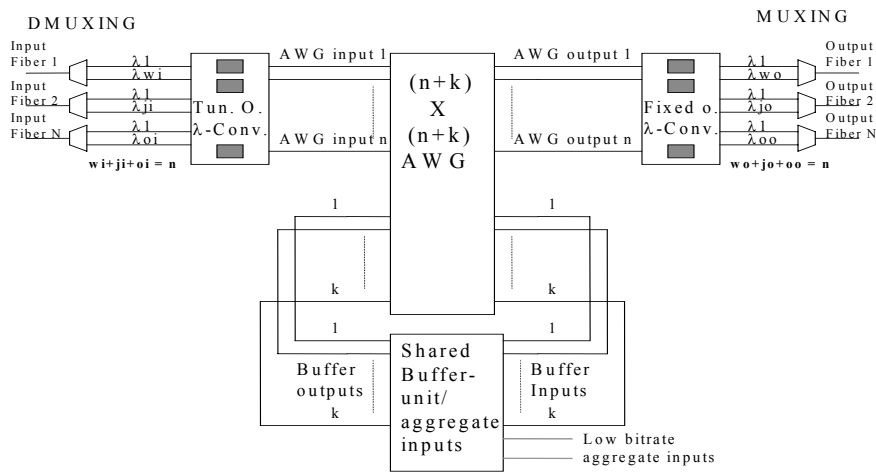 DMUXING
MUXING
Input
Fiber 1
λ1
λwi
Input
Fiber 2
λ1
λji
Input
Fiber N
λ1
λoi
wi+ji+oi = n
Tun. O.
λ-Conv.
AWG input 1
AWG input n
(n+k)
X
(n+k)
AWG
AWG output 1
AWG output n
Fixed o.
λ-Conv.
λ1
λwo
Output
Fiber 1
λ1
λjo
Output
Fiber 2
λ1
λoo
Output
Fiber N
wo+jo+oo = n
1
1
k
k
1
1
Buffer
outputs
Shared
Buffer-
unit/
aggregate
inputs
Buffer
Inputs
k
k
Low bitrate
aggregate inputs